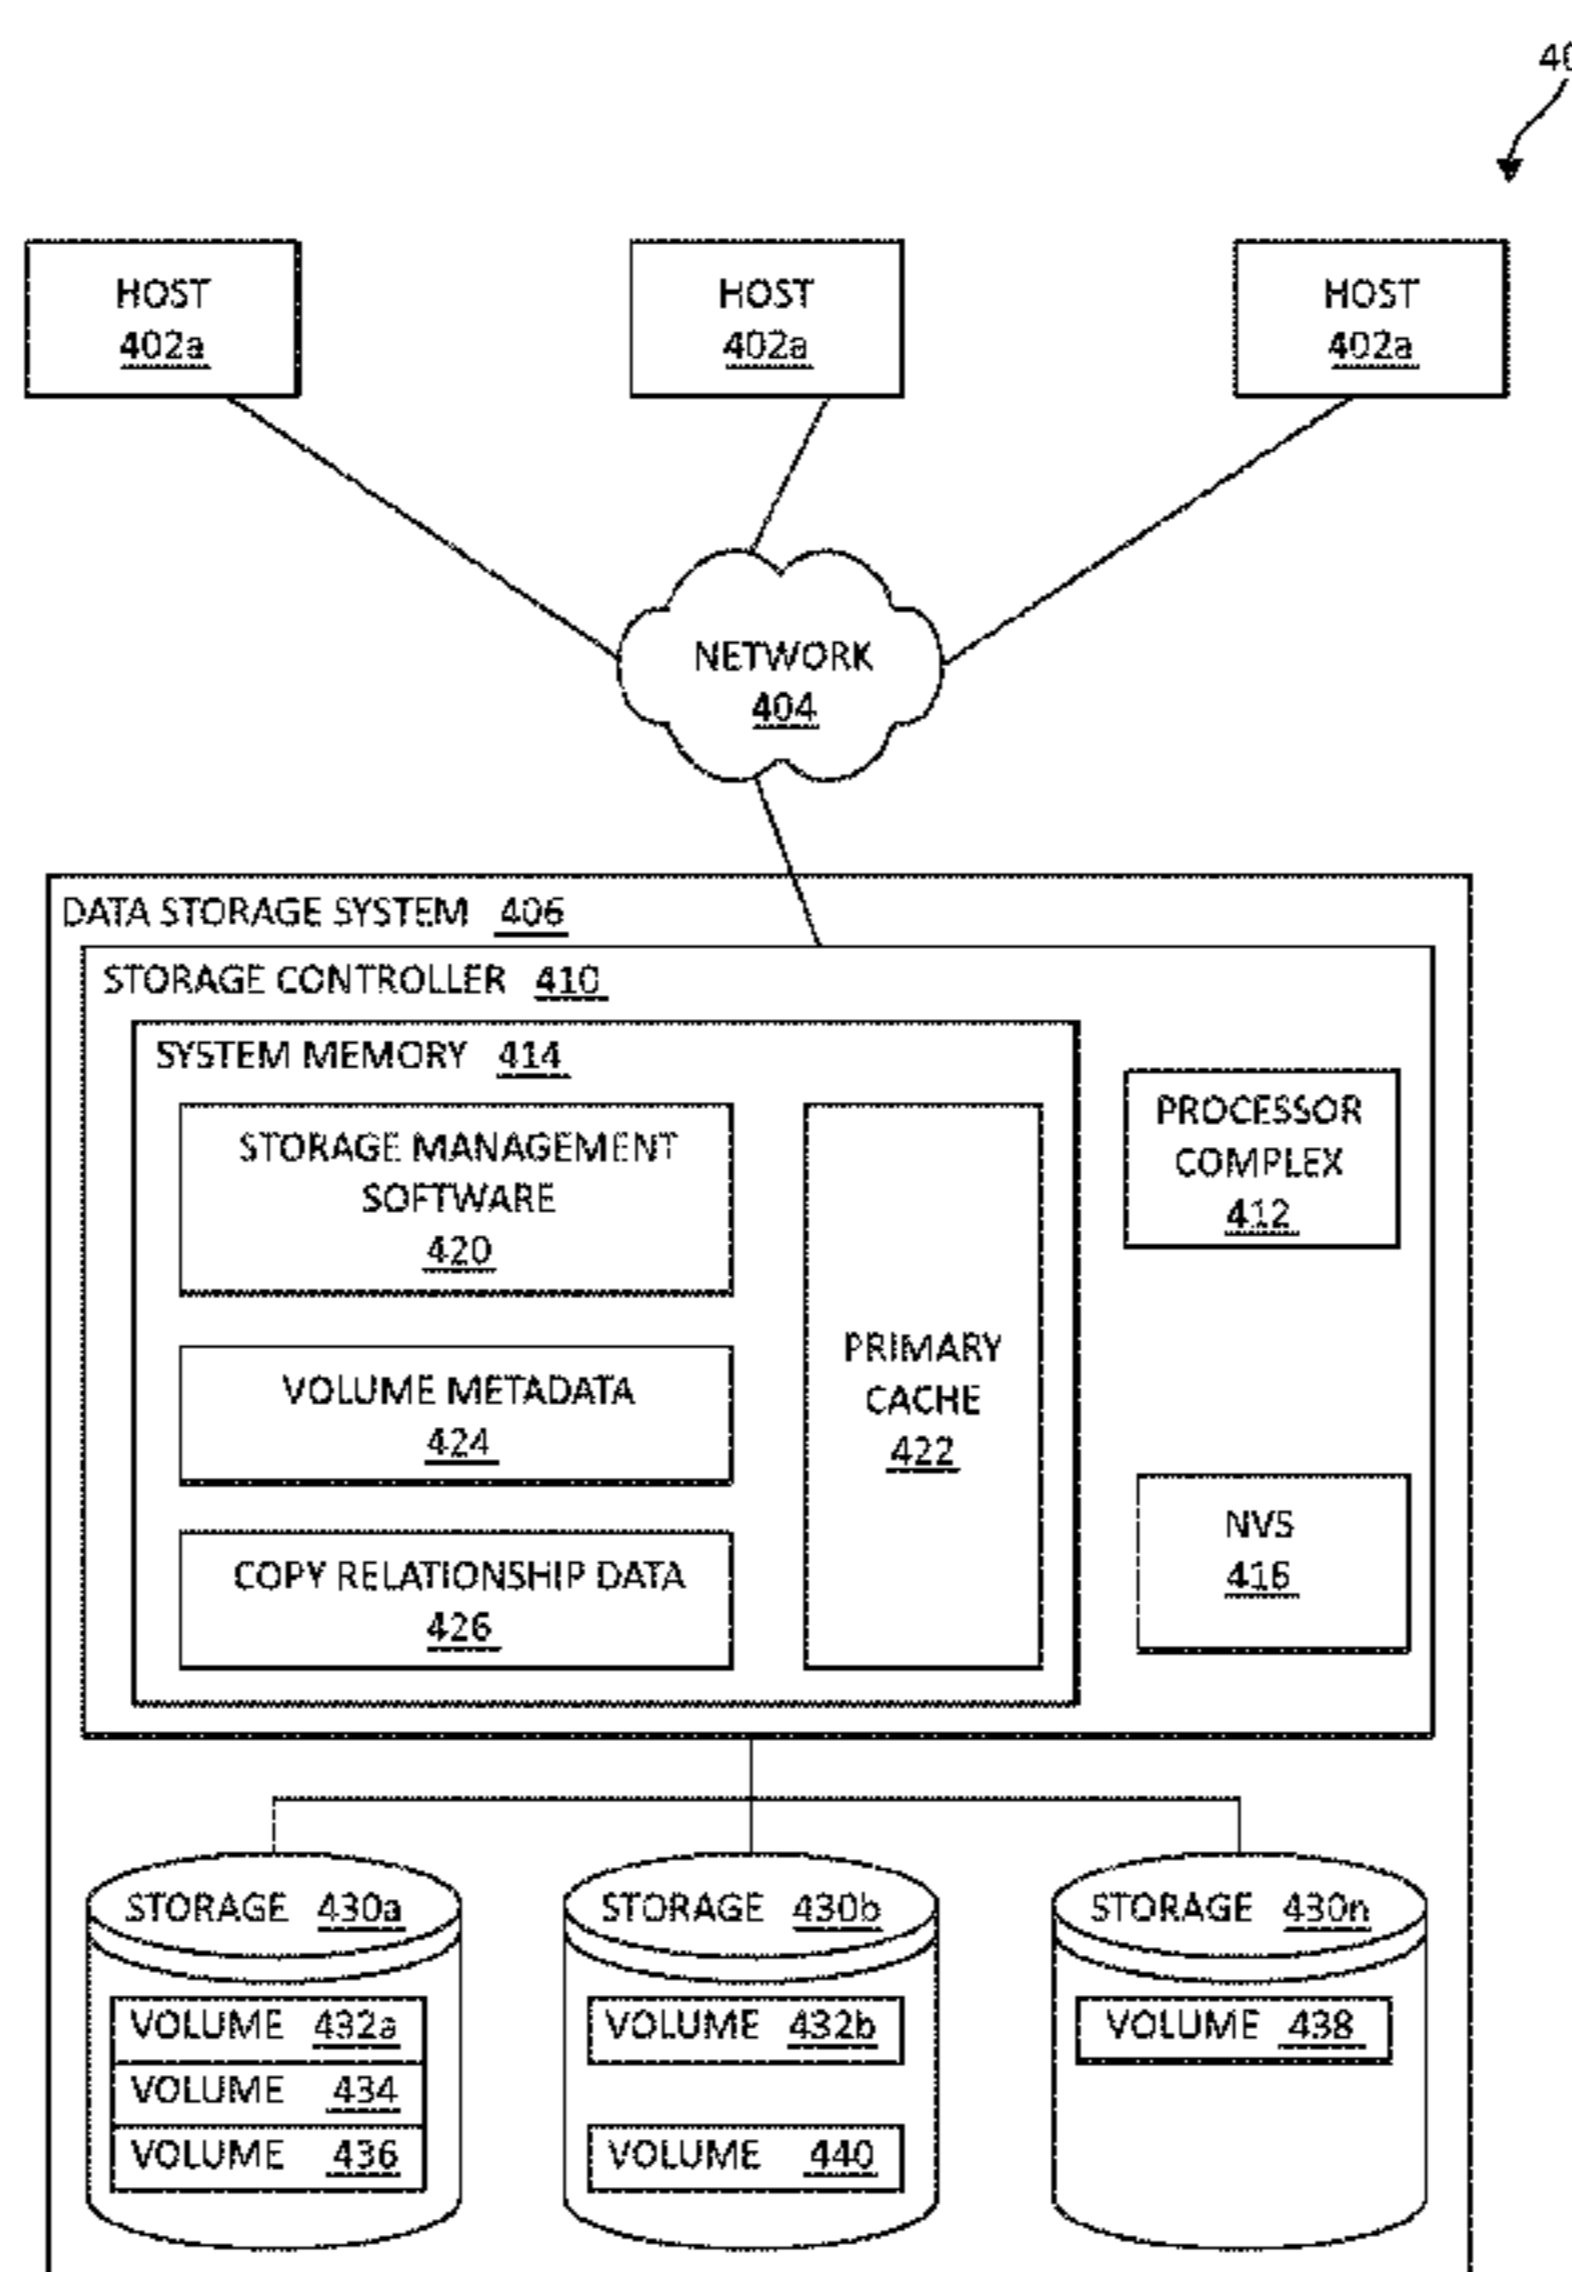 40
HOST
402a
HOST
402a
HOST
402a
NETWORK
404
DATA STORAGE SYSTEM 406
STORAGE CONTROLLER 410
SYSTEM MEMORY 414
STORAGE MANAGEMENT
SOFTWARE
420
VOLUME METADATA
424
COPY RELATIONSHIP DATA
426
PRIMARY
CACHE
422
PROCESSOR
COMPLEX
412
NVS
416
STORAGE 430a
VOLUME 432a
VOLUME 434
VOLUME 436
STORAGE 430b
VOLUME 432b
VOLUME 440
STORAGE 430n
VOLUME 438